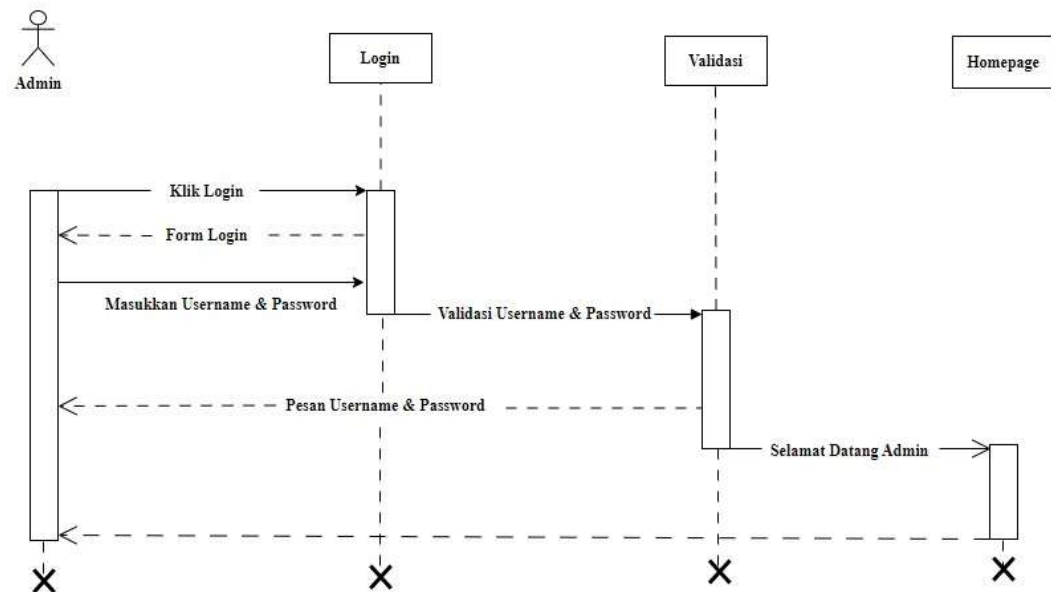 Admin
Login
Validasi
Homepage
Klik Login
Form Login
Masukkan Username & Password
Validasi Username & Password
Pesan Username & Password
Selamat Datang Admin